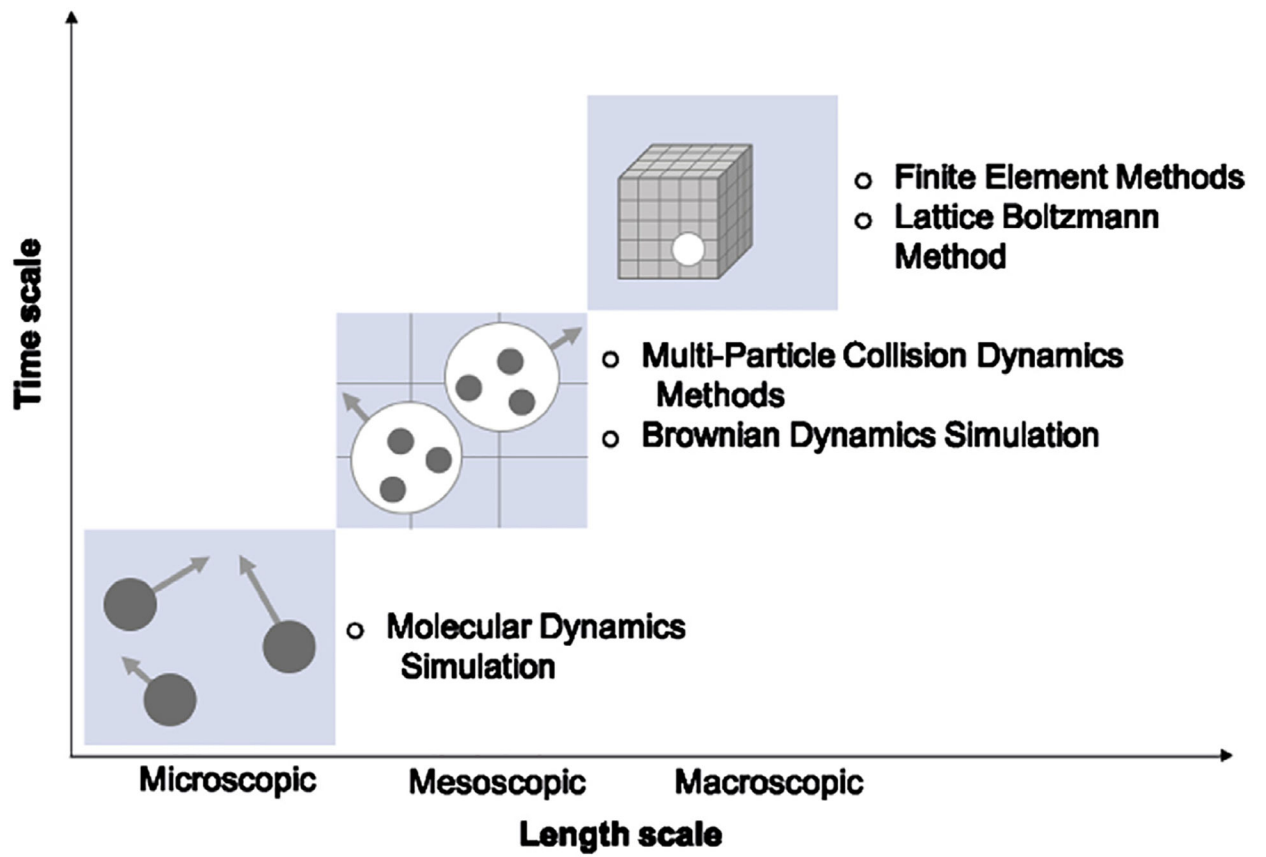 Time scale
Finite Element Methods
Lattice Boltzmann
Method
Multi-Particle Collision Dynamics
Methods
Brownian Dynamics Simulation
Molecular Dynamics
Simulation
Microscopic Mesoscopic Macroscopic
Length scale